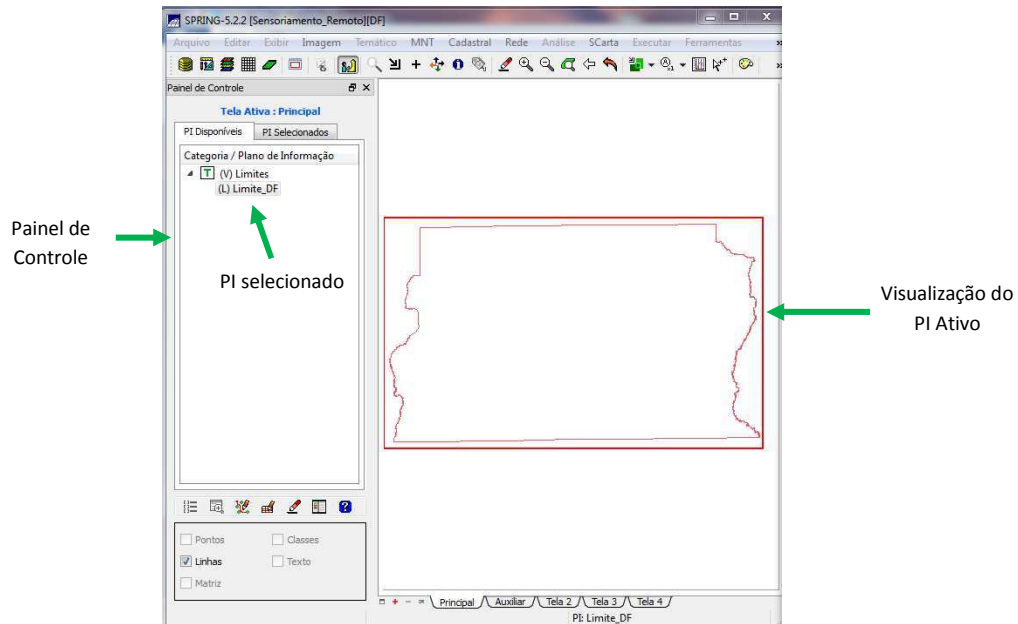 SPRING-5.2.2 [Sensoriamento_Remoto][DF]
Arquivo Editar Exibir Imagem Temático MNT Cadastral Rede Análise SCarta Executar Ferramentas »
Painel de Controle
Tela Ativa : Principal
PI Disponíveis PI Selecionados
Categoria / Plano de Informação
T (V) Limites
(L) Limite_DF
PI selecionado
Painel de
Controle
Visualização do
PI Ativo
Pontos Classes
Linhas Texto
Matriz
Principal Auxiliar Tela 2 Tela 3 Tela 4
PI: Limite_DF